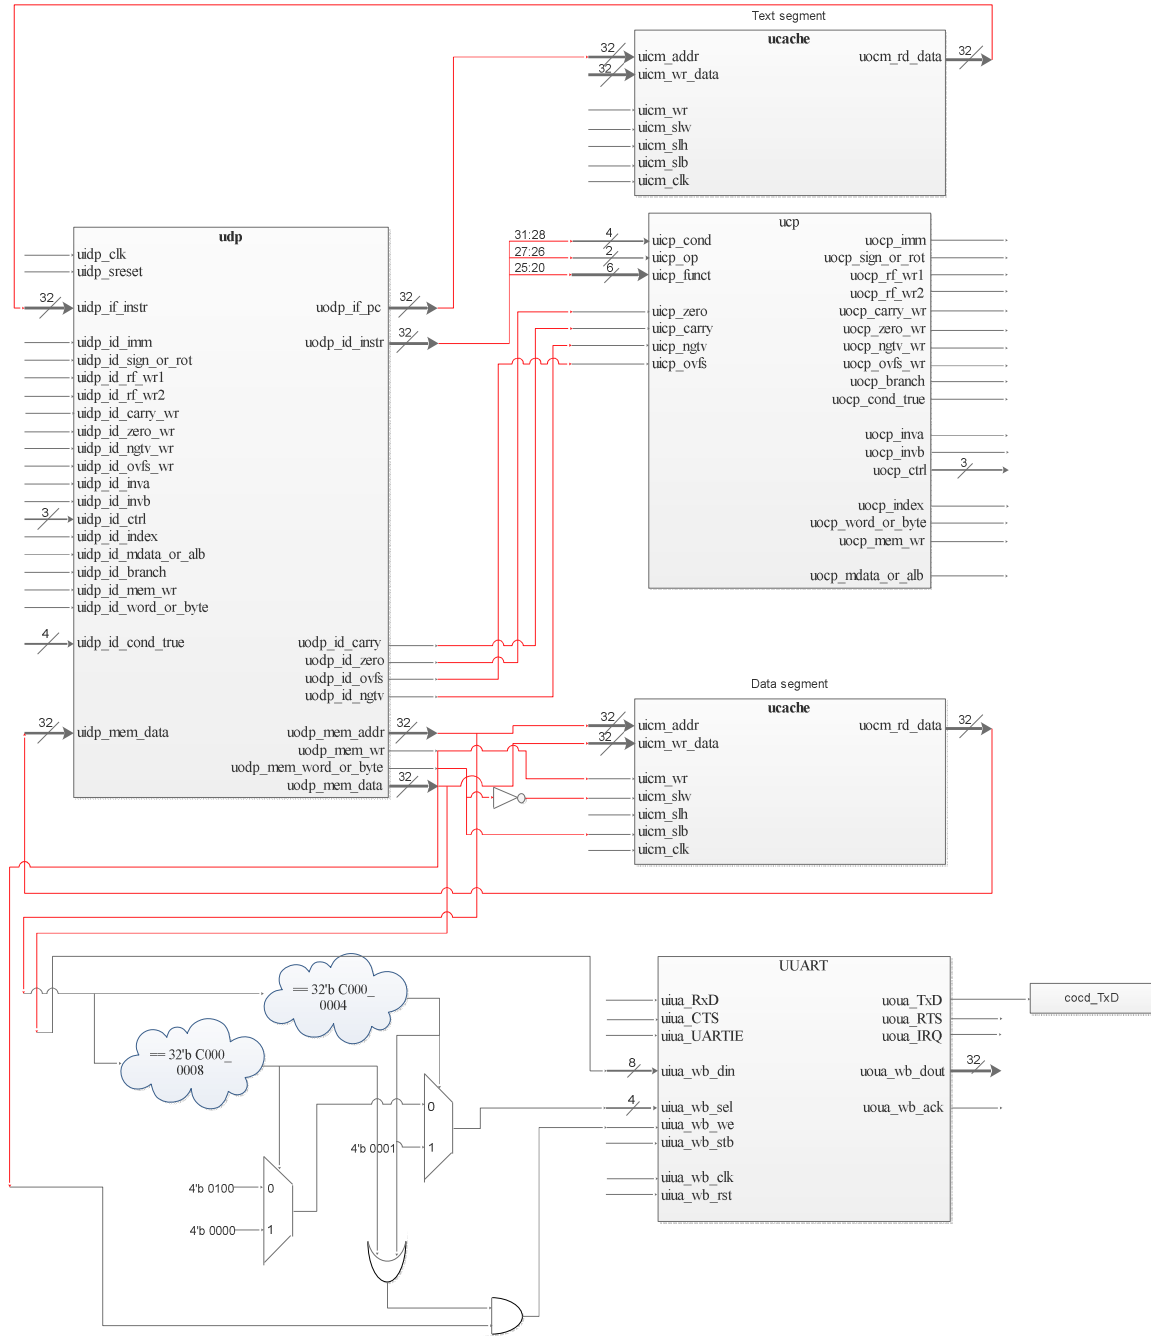 Text segment
ucache
32
uicm_addr
uocm_rd_data
32
32
uicm_wr_data
uicm_wr
uicm_slw
uicm_slh
uicm_slb
uicm_clk
udp
uidp_clk
uidp_sreset
32
uidp_if_instr
uodp_if_pc
32
uodp_id_instr
32
uidp_id_imm
uidp_id_sign_or_rot
uidp_id_rf_wr1
uidp_id_rf_wr2
uidp_id_carry_wr
uidp_id_zero_wr
uidp_id_ngtv_wr
uidp_id_ovfs_wr
uidp_id_inva
uidp_id_invb
3
uidp_id_ctrl
uidp_id_index
uidp_id_mdata_or_alb
uidp_id_branch
uidp_id_mem_wr
uidp_id_word_or_byte
4
uidp_id_cond_true
uodp_id_carry
uodp_id_zero
uodp_id_ovfs
uodp_id_ngtv
32
uidp_mem_data
uodp_mem_addr
32
uodp_mem_wr
uodp_mem_word_or_byte
uodp_mem_data
32
ucp
31:28
4
uicp_cond
27:26
2
uicp_op
25:20
6
uicp_funct
uicp_zero
uicp_carry
uicp_ngtv
uicp_ovfs
uocp_imm
uocp_sign_or_rot
uocp_rf_wr1
uocp_rf_wr2
uocp_carry_wr
uocp_zero_wr
uocp_ngtv_wr
uocp_ovfs_wr
uocp_branch
uocp_cond_true
uocp_inva
uocp_invb
uocp_ctrl
3
uocp_index
uocp_word_or_byte
uocp_mem_wr
uocp_mdata_or_alb
Data segment
ucache
32
uicm_addr
uocm_rd_data
32
32
uicm_wr_data
uicm_wr
uicm_slw
uicm_slh
uicm_slb
uicm_clk
== 32'b C000_
0004
== 32'b C000_
0008
0
4'b 0001
1
4'b 0100
0
4'b 0000
1
UUART
uiua_RxD
uiua_CTS
uiua_UARTIE
8
uiua_wb_din
4
uiua_wb_sel
uiua_wb_we
uiua_wb_stb
uiua_wb_clk
uiua_wb_rst
uoua_TxD
uoua_RTS
uoua_IRQ
uoua_wb_dout
32
uoua_wb_ack
cocd_TxD